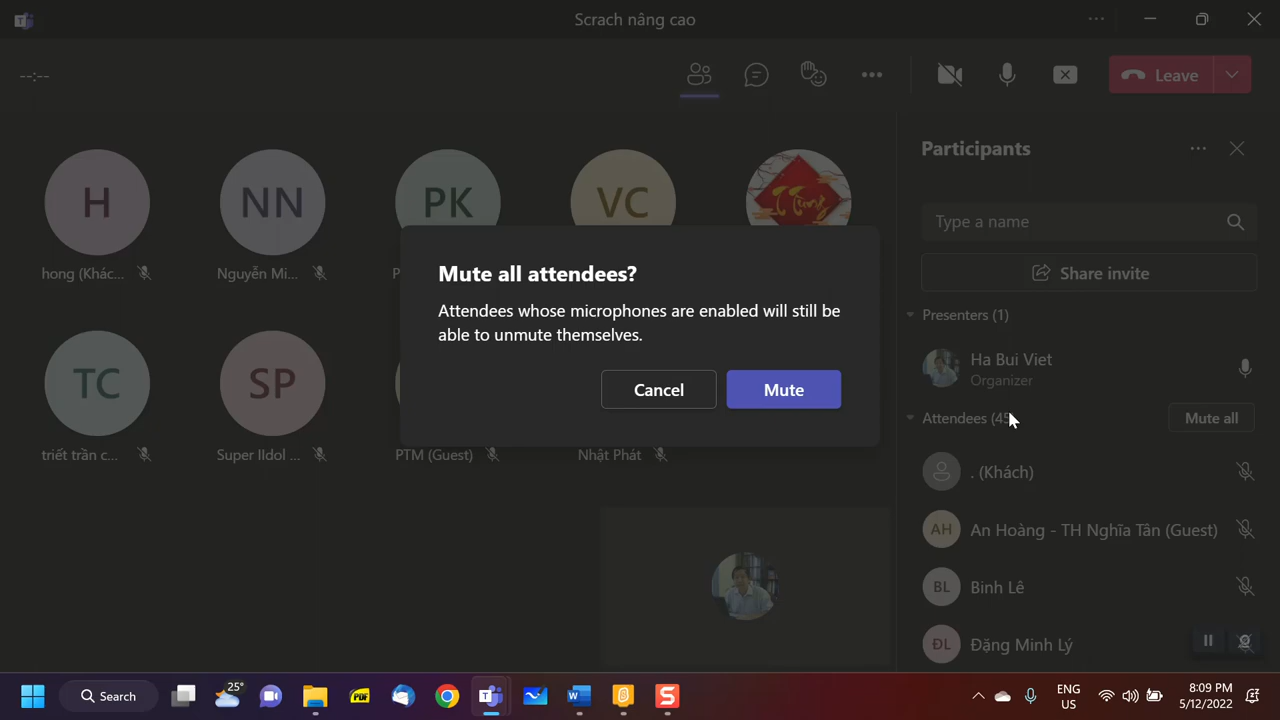 Scrach nâng cao
--:--
Leave
H
NN
PK
VC
T Tùng
hong (Khác...
Nguyễn Mi...
P
Mute all attendees?
Attendees whose microphones are enabled will still be
able to unmute themselves.
Cancel
Mute
TC
SP
triết trần c...
Super IIdol ...
PTM (Guest)
Nhật Phát
Participants
Type a name
Share invite
Presenters (1)
Ha Bui Viet
Organizer
Attendees (45
Mute all
. (Khách)
AH
An Hoàng - TH Nghĩa Tân (Guest)
BL
Binh Lê
ĐL
Đặng Minh Lý
25°
Search
PDF
ENG
US
8:09 PM
5/12/2022